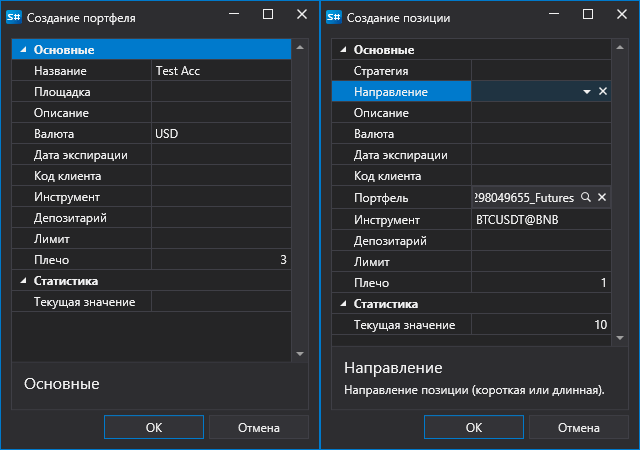 S# Создание портфеля
Основные
Название Test Acc
Площадка
Описание
Валюта USD
Дата экспирации
Код клиента
Инструмент
Депозитарий
Лимит
Плечо 3
Статистика
Текущая значение
Основные
OK Отмена
S# Создание позиции
Основные
Стратегия
Направление
Описание
Валюта
Дата экспирации
Код клиента
Портфель 298049655_Futures
Инструмент BTCUSDT@BNB
Депозитарий
Лимит
Плечо 1
Статистика
Текущая значение 10
Направление
Направление позиции (короткая или длинная).
OK Отмена